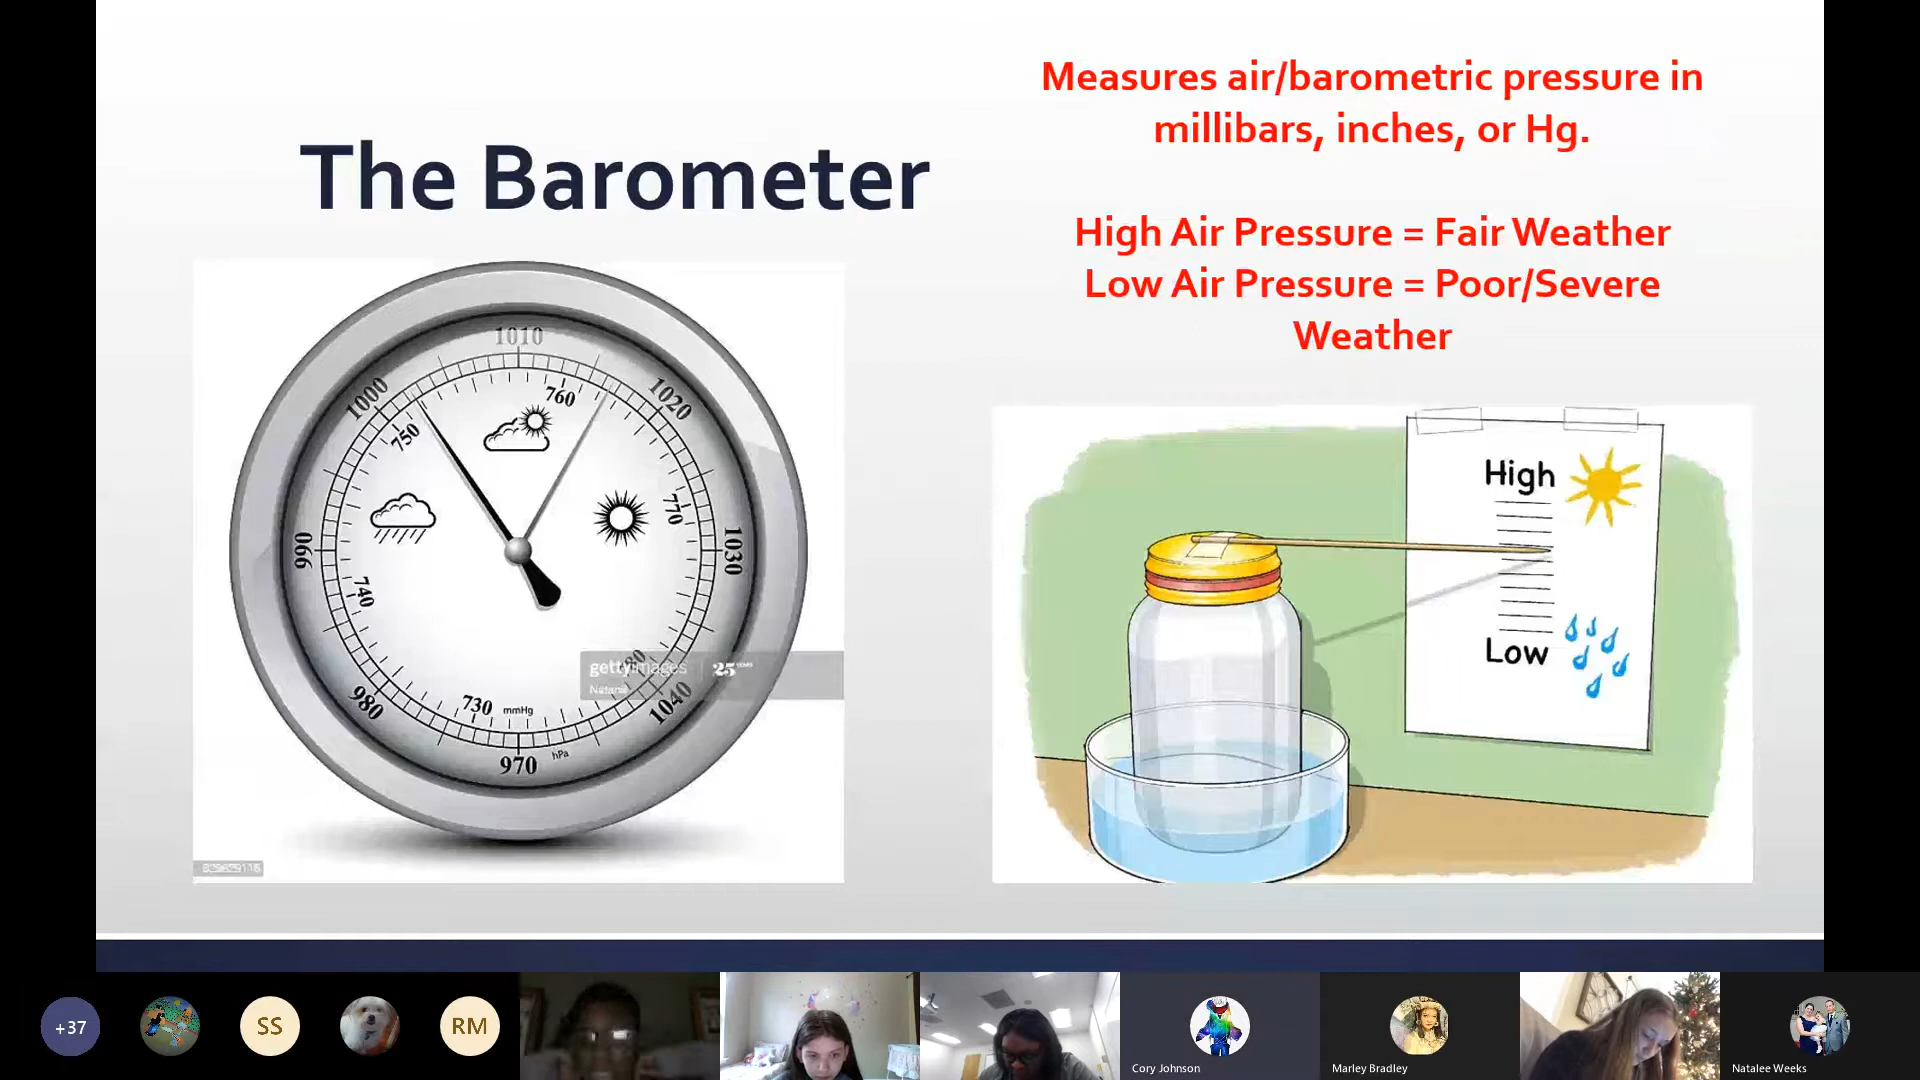 Measures air/barometric pressure in
millibars, inches, or Hg.
The Barometer
High Air Pressure = Fair Weather
Low Air Pressure = Poor/Severe
Weather
1010
1000
1020
760
750
770
990
1030
740
980
1040
730
mmHg
970
hPa
gettyimages
25
High
Low
+37
SS
RM
Cory Johnson
Marley Bradley
Natalee Weeks